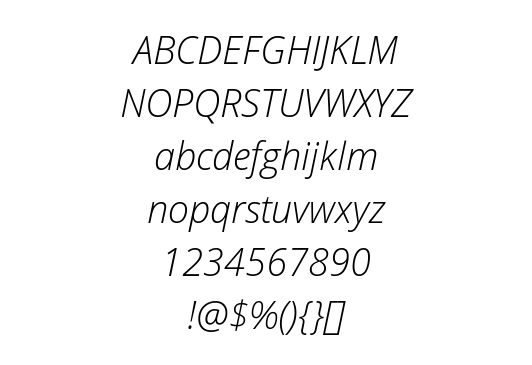 ABCDEFGHIJKLM
NOPQRSTUVWXYZ
abcdefghijklm
nopqrstuvwxyz
1234567890
!@$%(){}[]